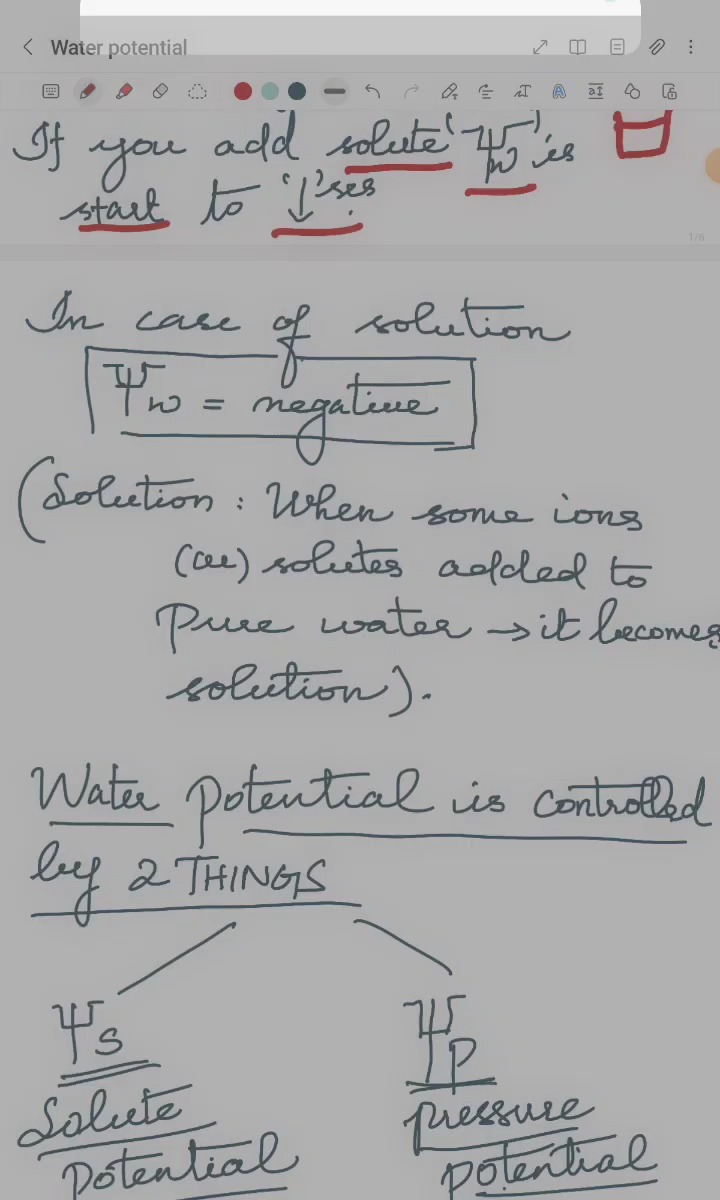 Water potential
If you add solute 'Ψw' is
start to '↓'ses
1/6
In case of solution
Ψw = negative
(Solution : When some ions
(or) solutes added to
Pure water → it becomes
solution).
Water potential is controlled
by 2 THINGS
Ψs Ψp
Solute pressure
Potential potential